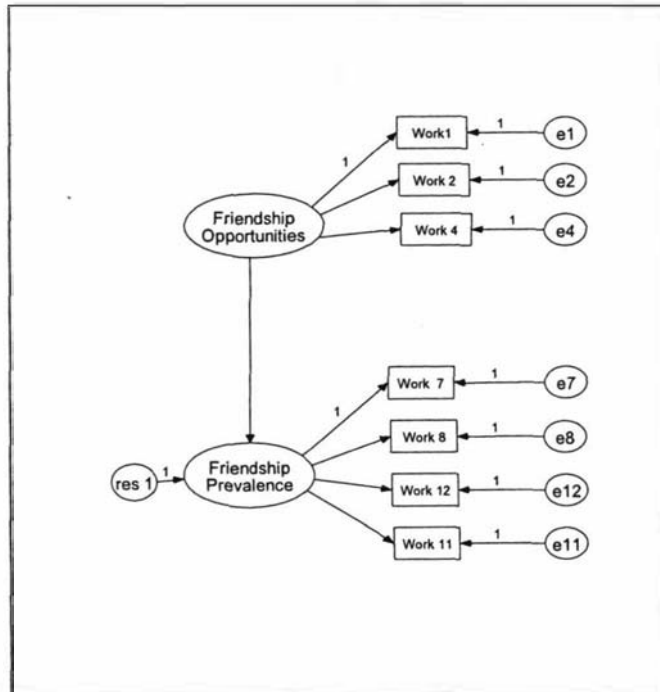 Work1
1
e1
1
Work 2
1
e2
Friendship
Opportunities
Work 4
1
e4
Work 7
1
e7
1
Work 8
1
e8
Friendship
Prevalence
res 1
1
Work 12
1
e12
Work 11
1
e11